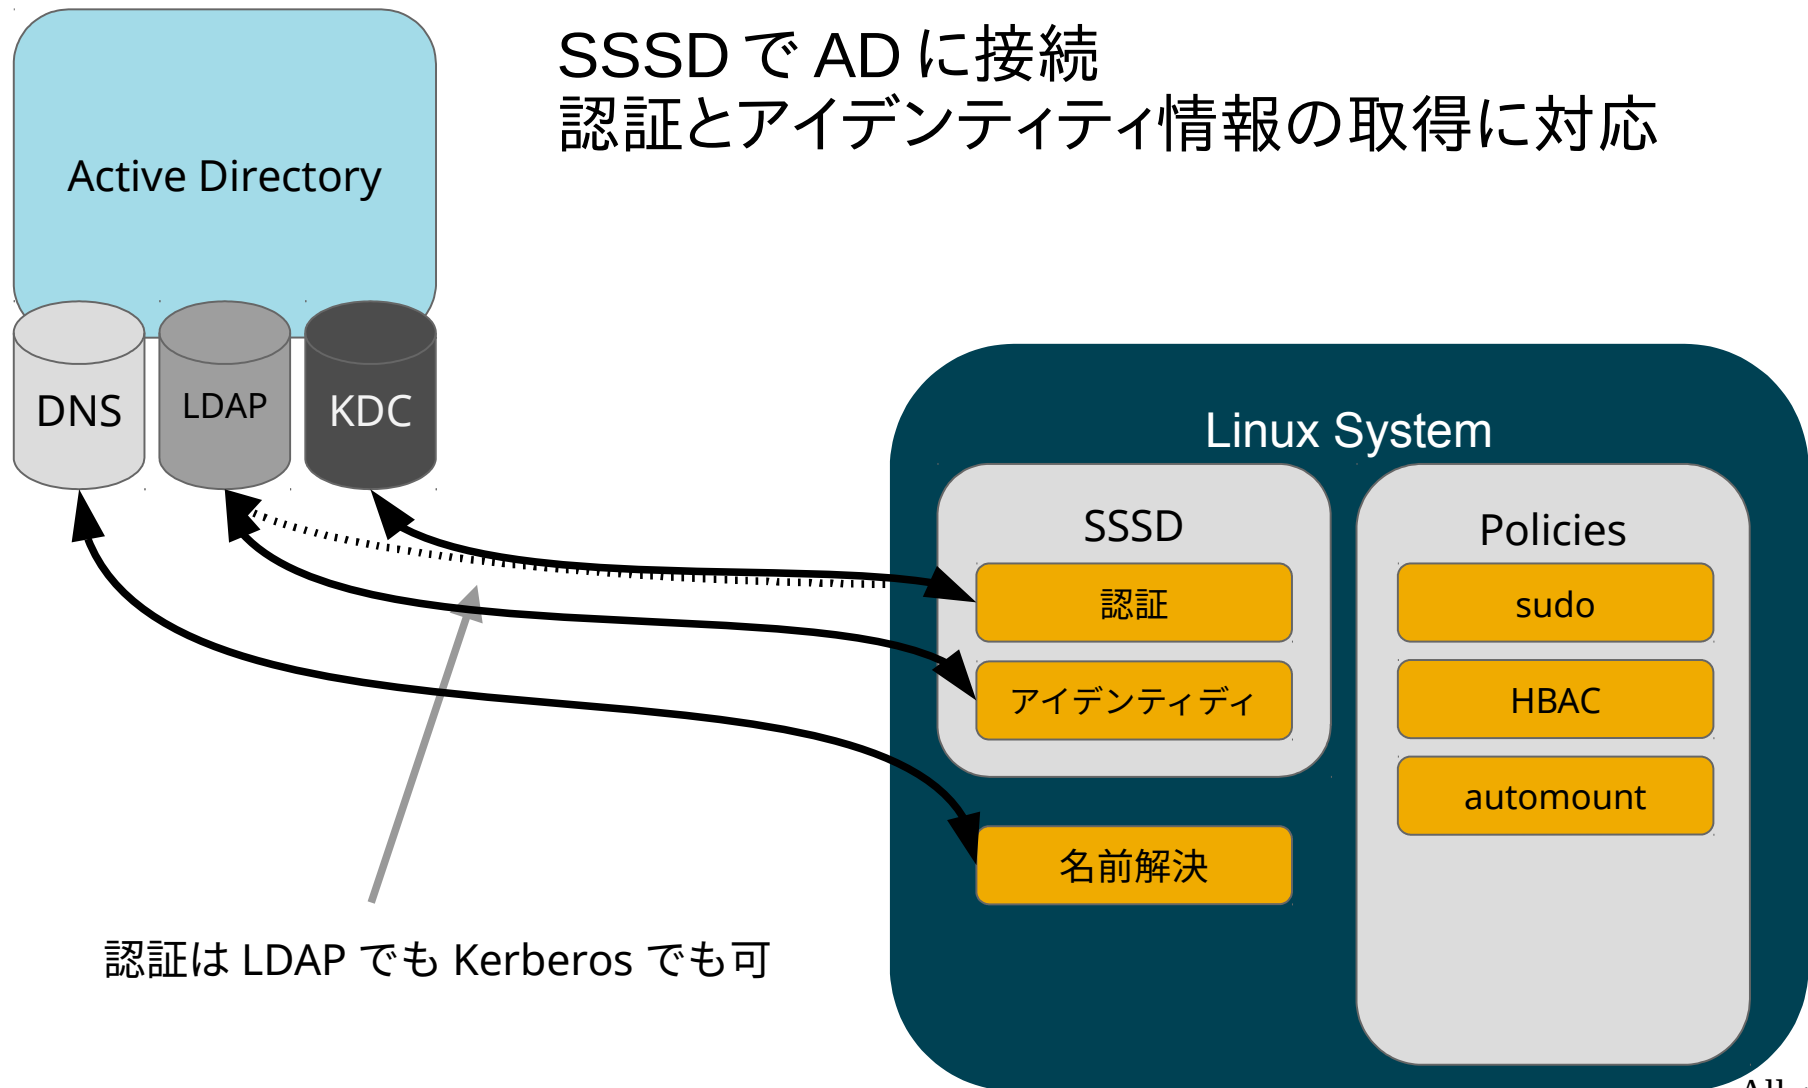 SSSD で AD に接続
認証とアイデンティティ情報の取得に対応
Active Directory
DNS
LDAP
KDC
Linux System
SSSD
認証
アイデンティディ
名前解決
Policies
sudo
HBAC
automount
認証は LDAP でも Kerberos でも可